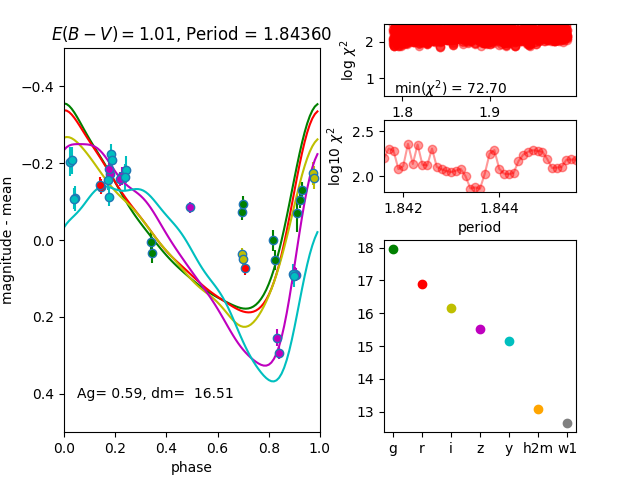 E(B − V) = 1.01, Period = 1.84360
magnitude - mean
−0.4
−0.2
0.0
0.2
0.4
Ag= 0.59, dm= 16.51
0.0 0.2 0.4 0.6 0.8 1.0
phase
log χ²
2
1
min(χ²) = 72.70
1.8 1.9
log10 χ²
2.5
2.0
1.842 1.844
period
18
17
16
15
14
13
g r i z y h2m w1